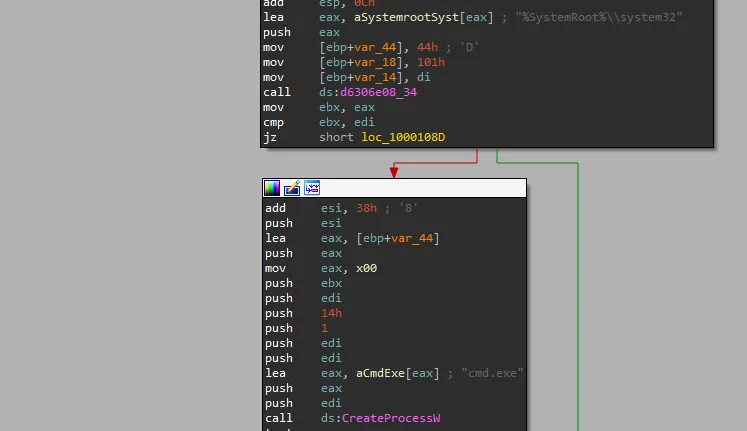 add     esp, 0Ch
lea     eax, aSystemrootSyst[eax] ; "%SystemRoot%\\system32"
push    eax
mov     [ebp+var_44], 44h ; 'D'
mov     [ebp+var_18], 101h
mov     [ebp+var_14], di
call    ds:d6306e08_34
mov     ebx, eax
cmp     ebx, edi
jz      short loc_1000108D
add     esi, 38h ; '8'
push    esi
lea     eax, [ebp+var_44]
push    eax
mov     eax, x00
push    ebx
push    edi
push    14h
push    1
push    edi
push    edi
lea     eax, aCmdExe[eax] ; "cmd.exe"
push    eax
push    edi
call    ds:CreateProcessW